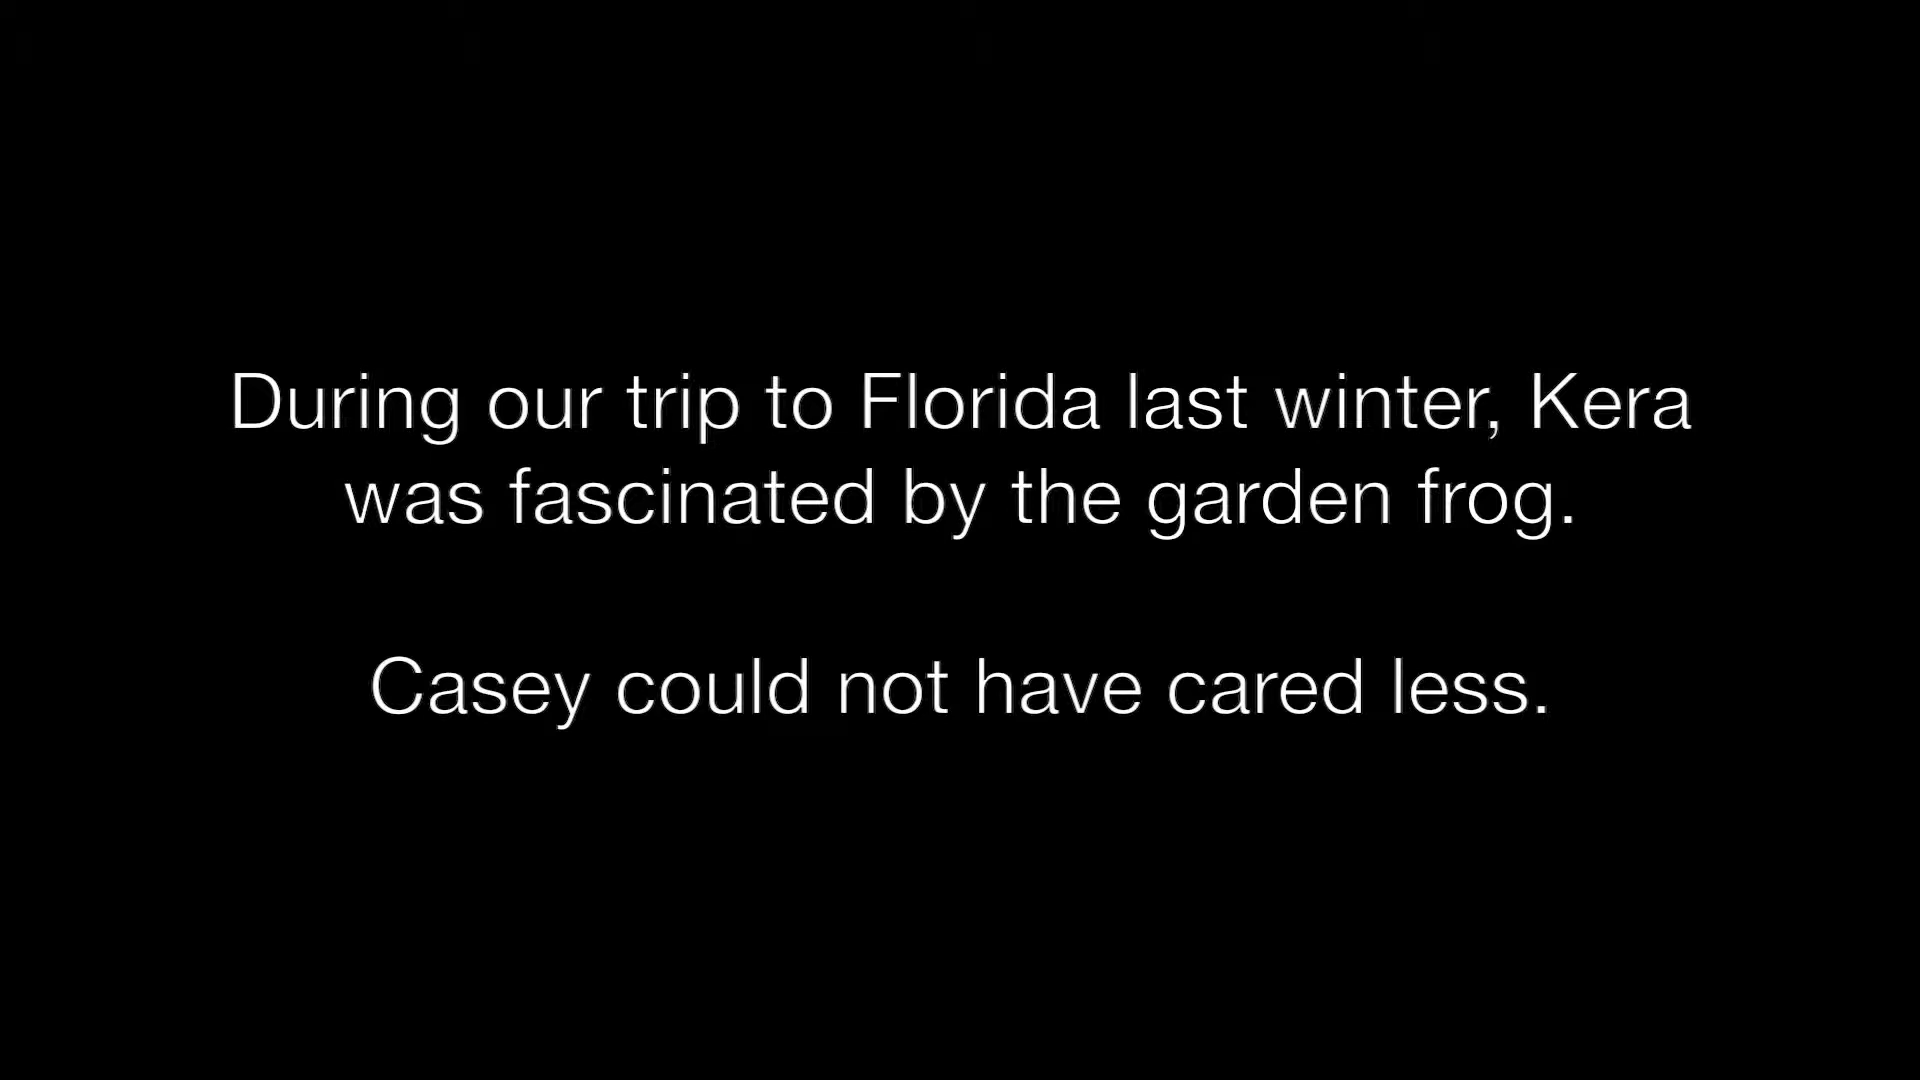 During our trip to Florida last winter, Kera
was fascinated by the garden frog.
Casey could not have cared less.